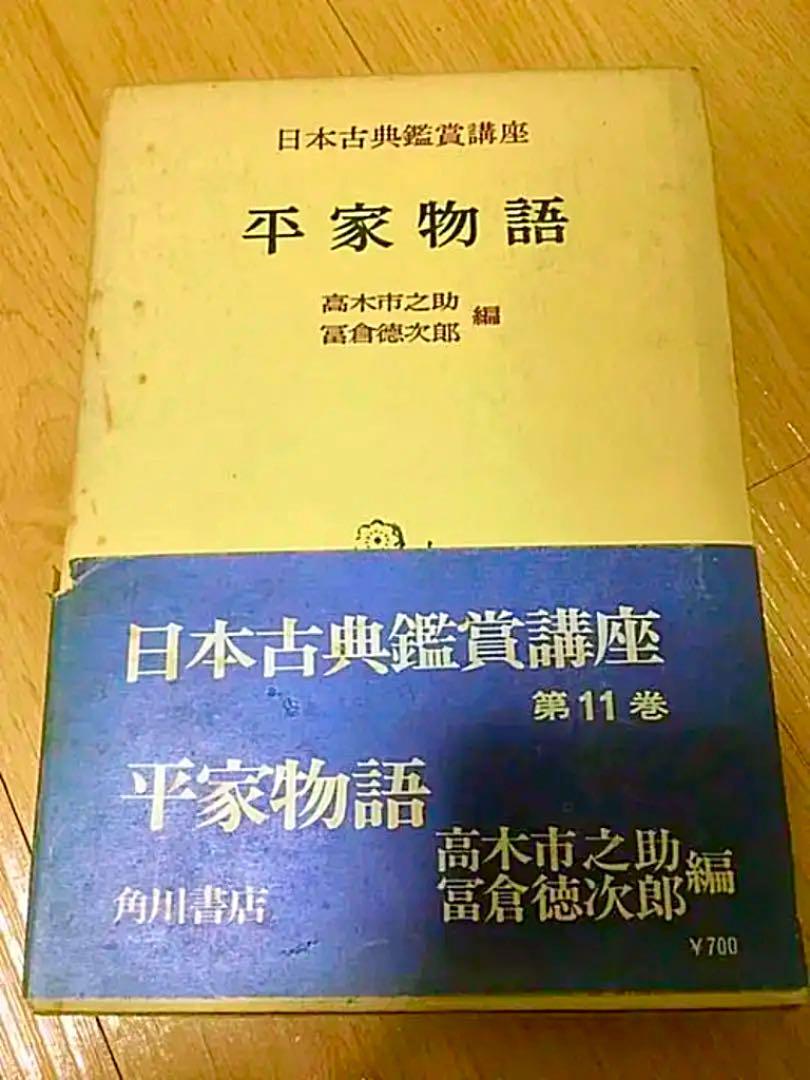 日本古典鑑賞講座
平家物語
高木市之助
冨倉徳次郎
編
日本古典鑑賞講座
第11巻
平家物語
高木市之助
冨倉徳次郎
編
角川書店
￥700